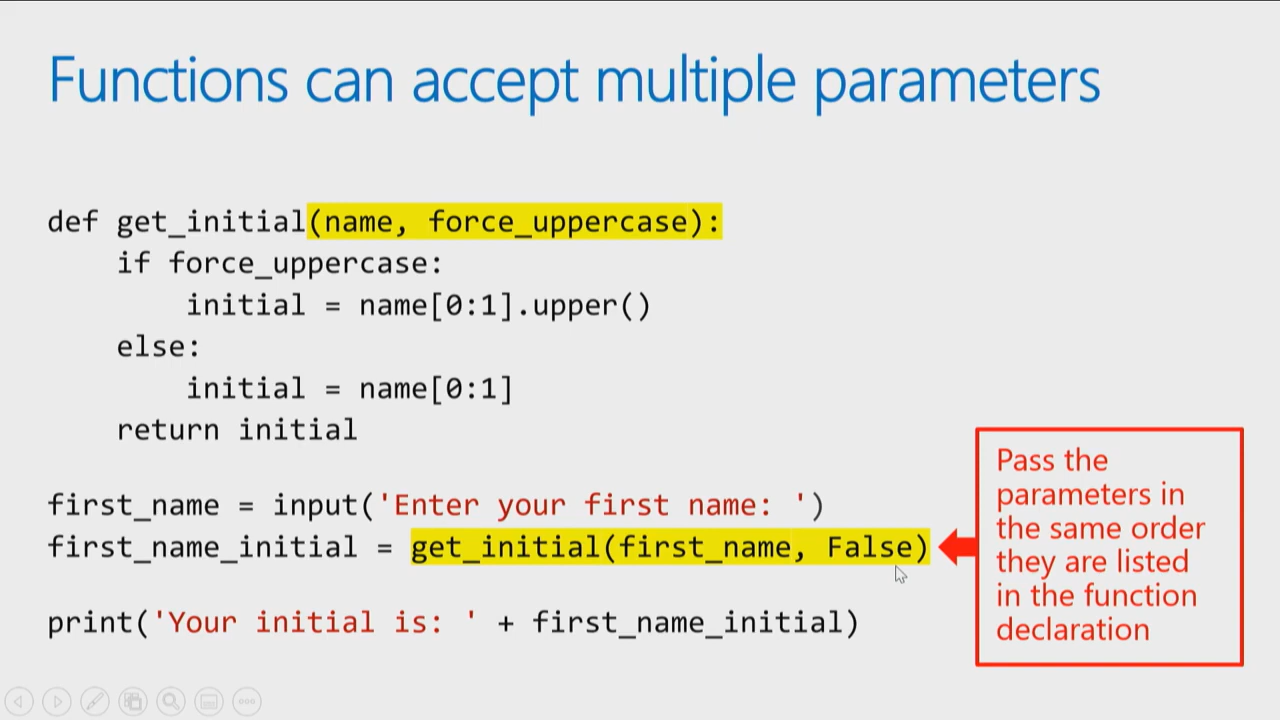 Functions can accept multiple parameters
def get_initial(name, force_uppercase):
    if force_uppercase:
        initial = name[0:1].upper()
    else:
        initial = name[0:1]
    return initial
first_name = input('Enter your first name: ')
first_name_initial = get_initial(first_name, False)
print('Your initial is: ' + first_name_initial)
Pass the
parameters in
the same order
they are listed
in the function
declaration